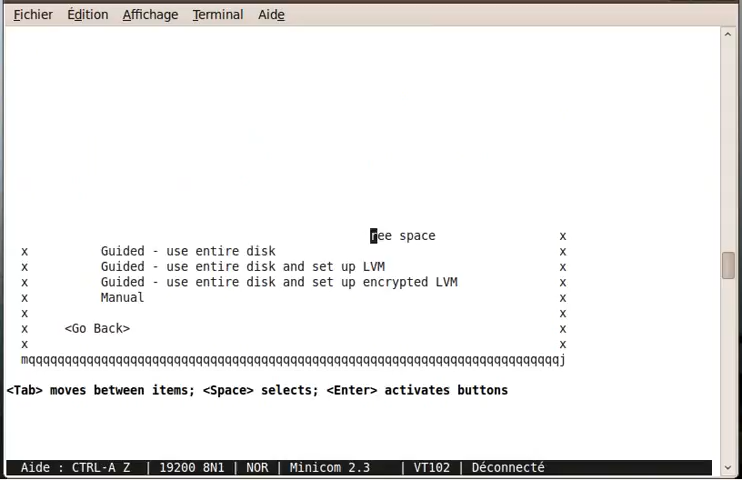 Fichier Édition Affichage Terminal Aide
ree space x
x Guided - use entire disk x
x Guided - use entire disk and set up LVM x
x Guided - use entire disk and set up encrypted LVM x
x Manual x
x x
x <Go Back> x
x x
mqqqqqqqqqqqqqqqqqqqqqqqqqqqqqqqqqqqqqqqqqqqqqqqqqqqqqqqqqqqqqqqqqqqqqqqqqj
<Tab> moves between items; <Space> selects; <Enter> activates buttons
Aide : CTRL-A Z | 19200 8N1 | NOR | Minicom 2.3 | VT102 | Déconnecté